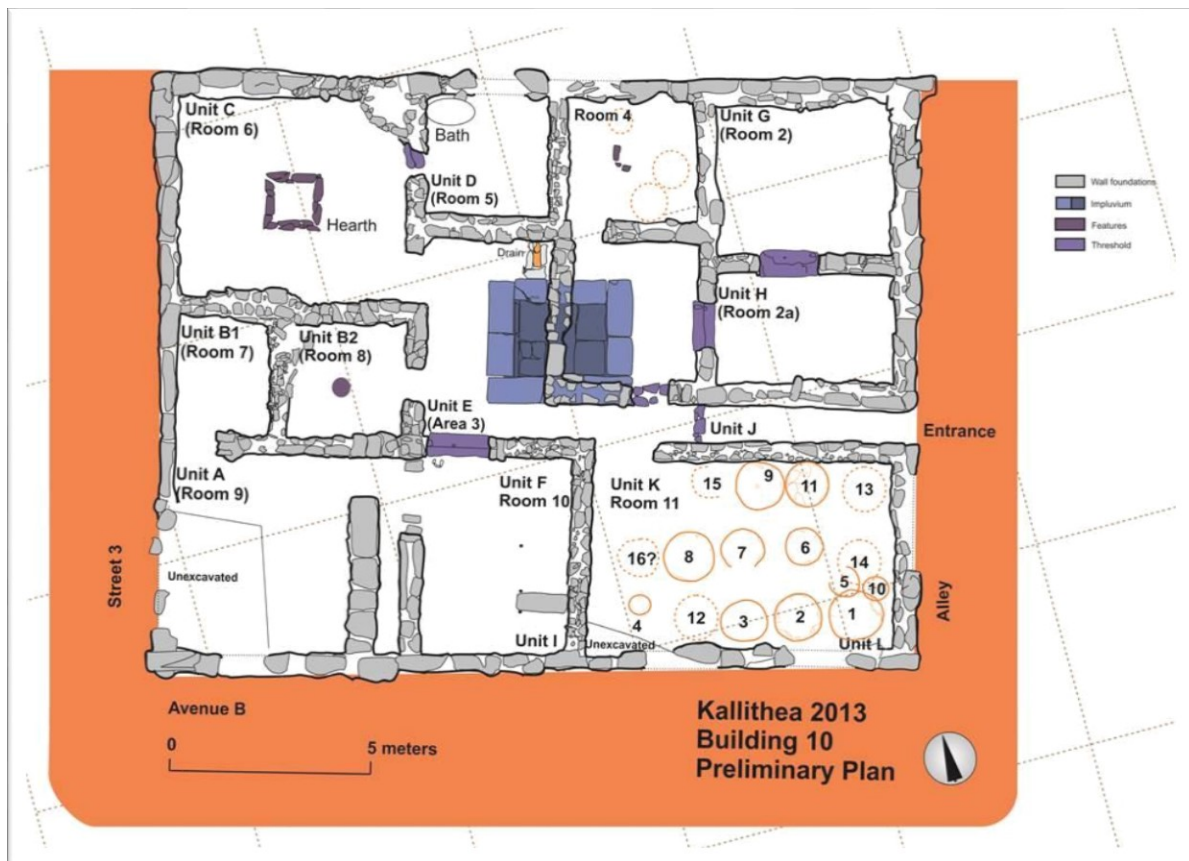 Unit C
(Room 6)
Bath
Room 4
Unit G
(Room 2)
Unit D
(Room 5)
Hearth
Drain
Unit B1
(Room 7)
Unit B2
(Room 8)
Unit H
(Room 2a)
Unit E
(Area 3)
Unit J
Entrance
Unit A
(Room 9)
Unit F
Room 10
Unit K
Room 11
15
9
11
13
16?
8
7
6
14
5
10
4
12
3
2
1
Unit L
Unit I
Unexcavated
Unexcavated
Street 3
Alley
Avenue B
0
5 meters
Kallithea 2013
Building 10
Preliminary Plan
Wall foundations
Impluvium
Features
Threshold